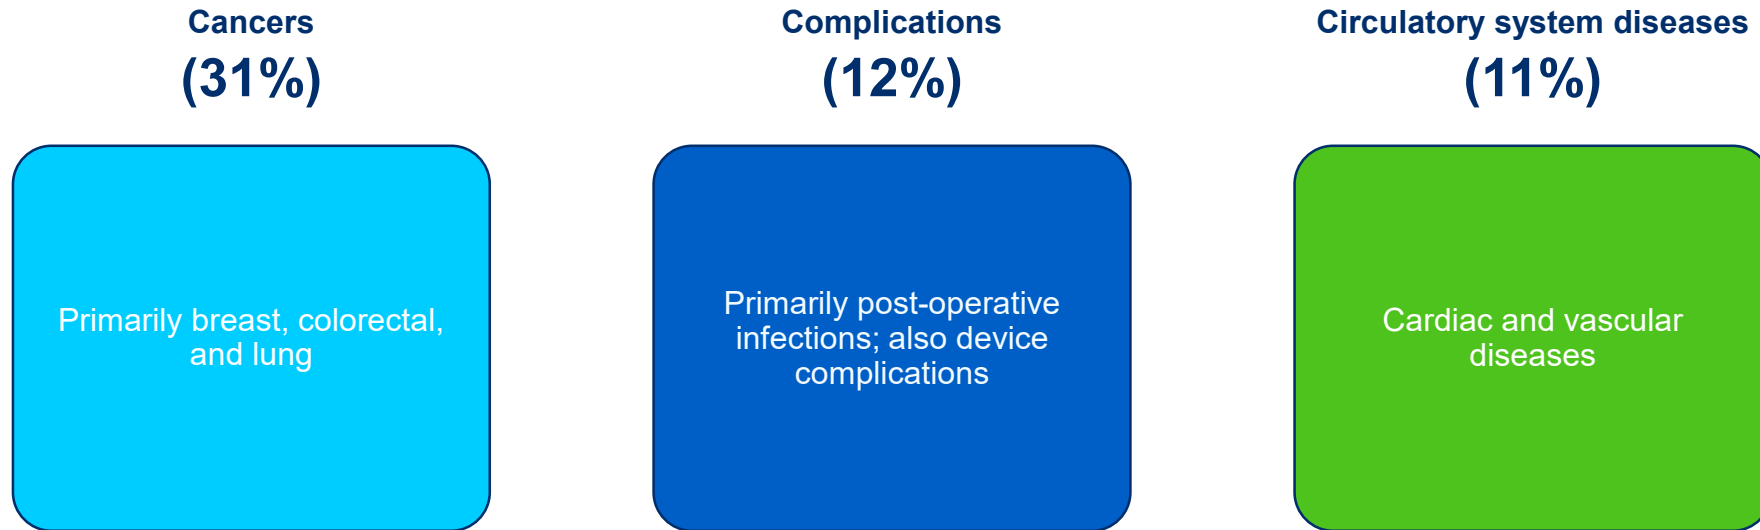 Cancers
(31%)
Primarily breast, colorectal,
and lung
Complications
(12%)
Primarily post-operative
infections; also device
complications
Circulatory system diseases
(11%)
Cardiac and vascular
diseases